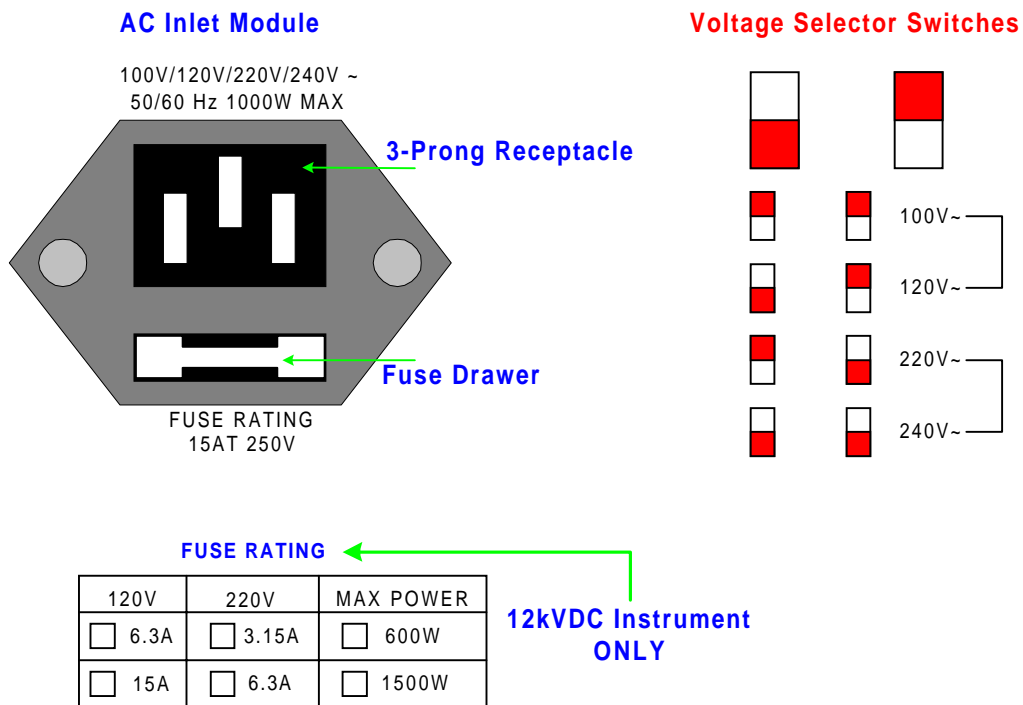 AC Inlet Module
100V/120V/220V/240V ~
50/60 Hz 1000W MAX
3-Prong Receptacle
Fuse Drawer
FUSE RATING
15AT 250V
Voltage Selector Switches
100V~
120V~
220V~
240V~
FUSE RATING
120V 220V MAX POWER
6.3A 3.15A 600W
15A 6.3A 1500W
12kVDC Instrument
ONLY